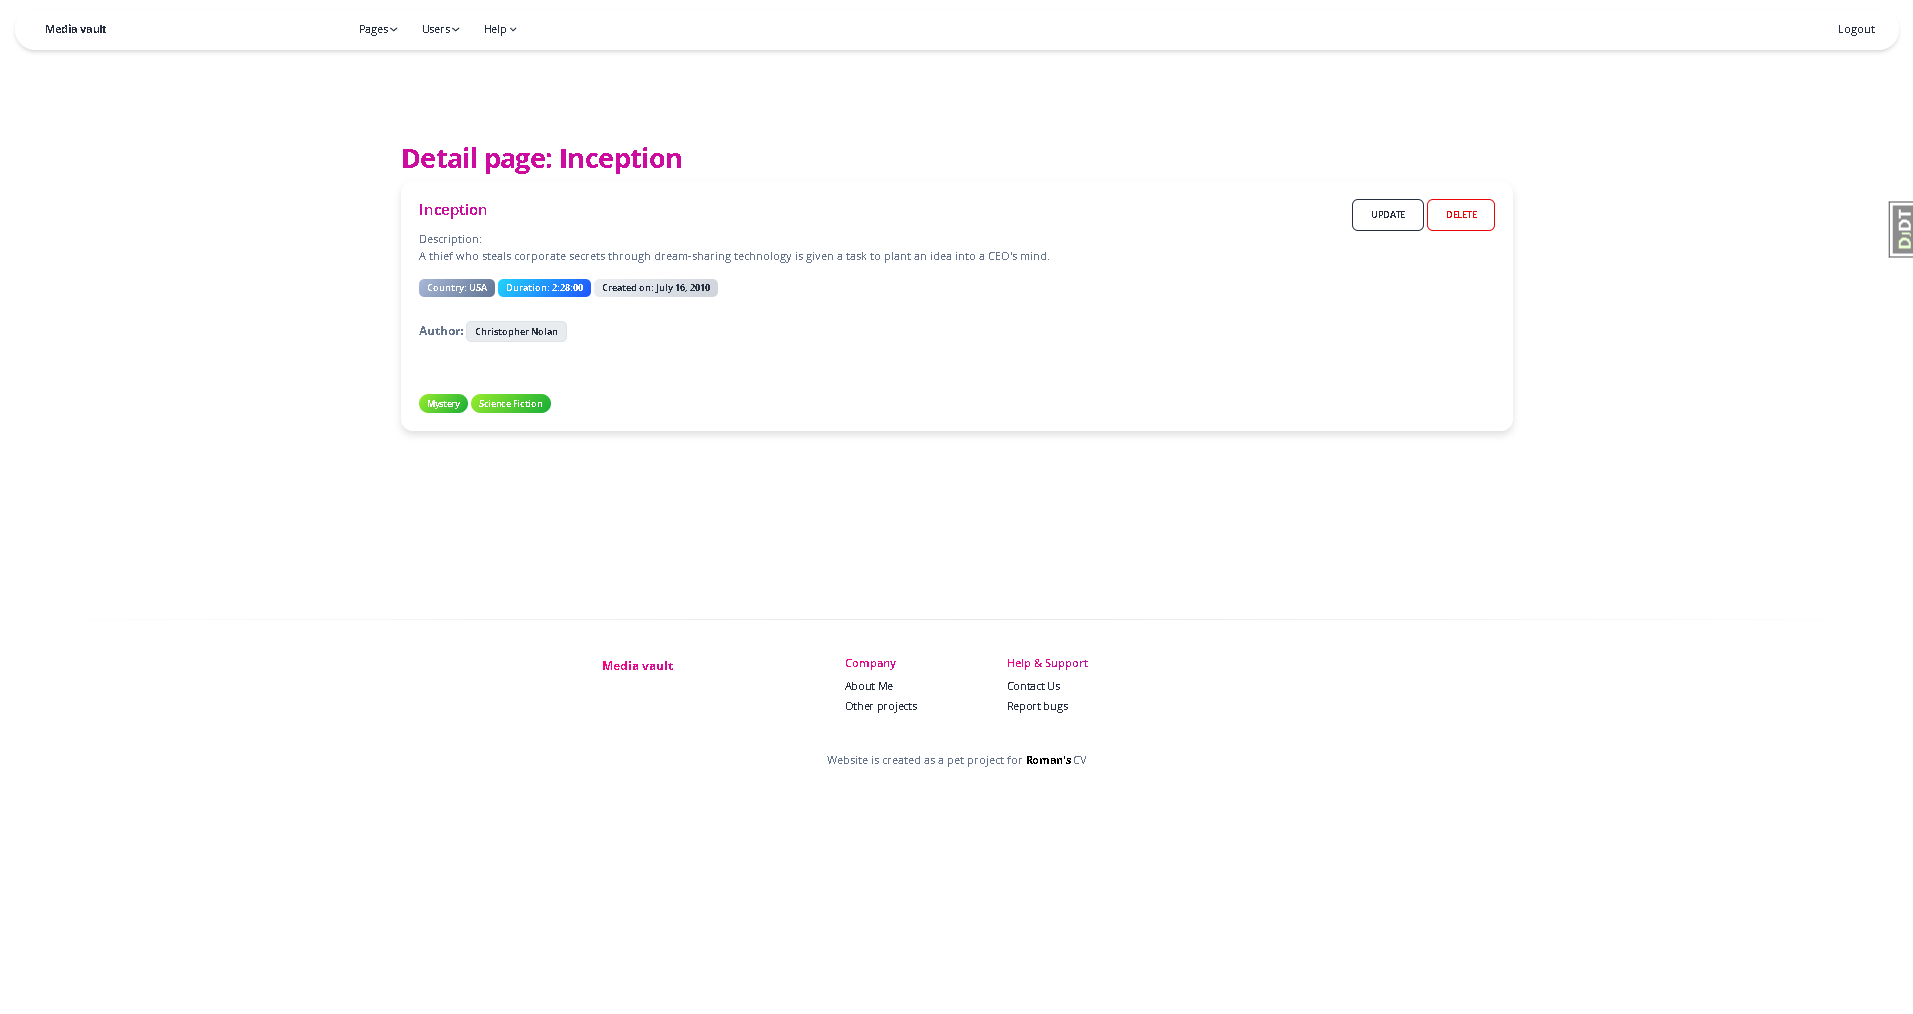 Media vault Pages Users Help Logout
Detail page: Inception
Inception UPDATE DELETE
Description:
A thief who steals corporate secrets through dream-sharing technology is given a task to plant an idea into a CEO's mind.
Country: USA Duration: 2:28:00 Created on: July 16, 2010
Author: Christopher Nolan
Mystery Science Fiction
DJDT
Media vault
Company
About Me
Other projects
Help & Support
Contact Us
Report bugs
Website is created as a pet project for Roman's CV